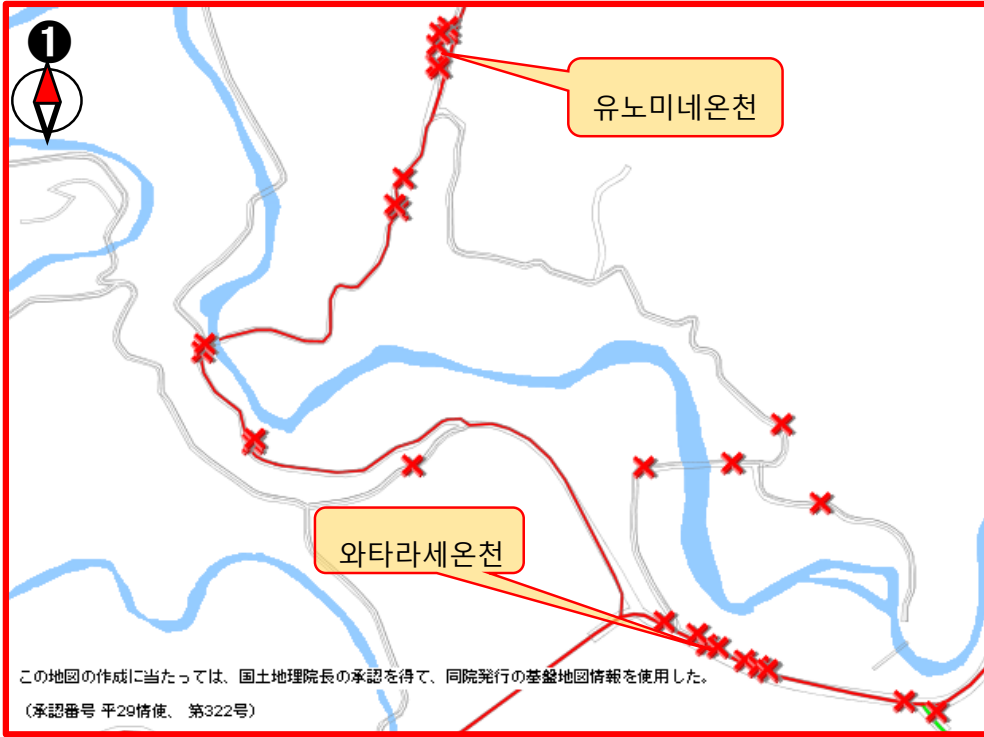 ❶
유노미네온천
와타라세온천
この地図の作成に当たっては、国土地理院長の承認を得て、同院発行の基盤地図情報を使用した。
（承認番号 平29情使、 第322号）